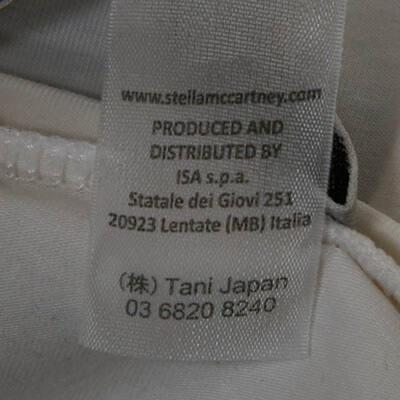 www.stellamccartney.com
PRODUCED AND
DISTRIBUTED BY
ISA s.p.a.
Statale dei Giovi 251
20923 Lentate (MB) Italia
(株) Tani Japan
03 6820 8240